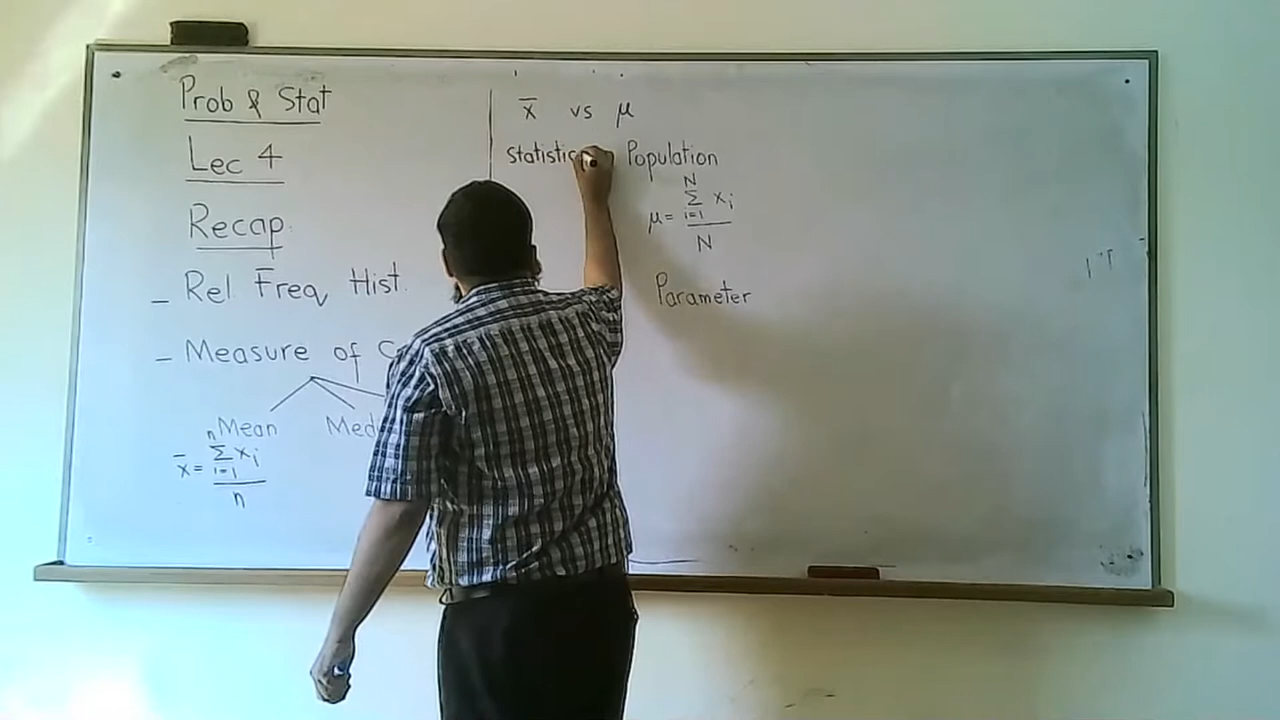 Prob & Stat
Lec 4
Recap
- Rel Freq Hist.
- Measure of
Mean
x̄ = Σ_{i=1}^{n} x_i / n
x̄ vs μ
Population
μ = Σ_{i=1}^{N} x_i / N
Parameter